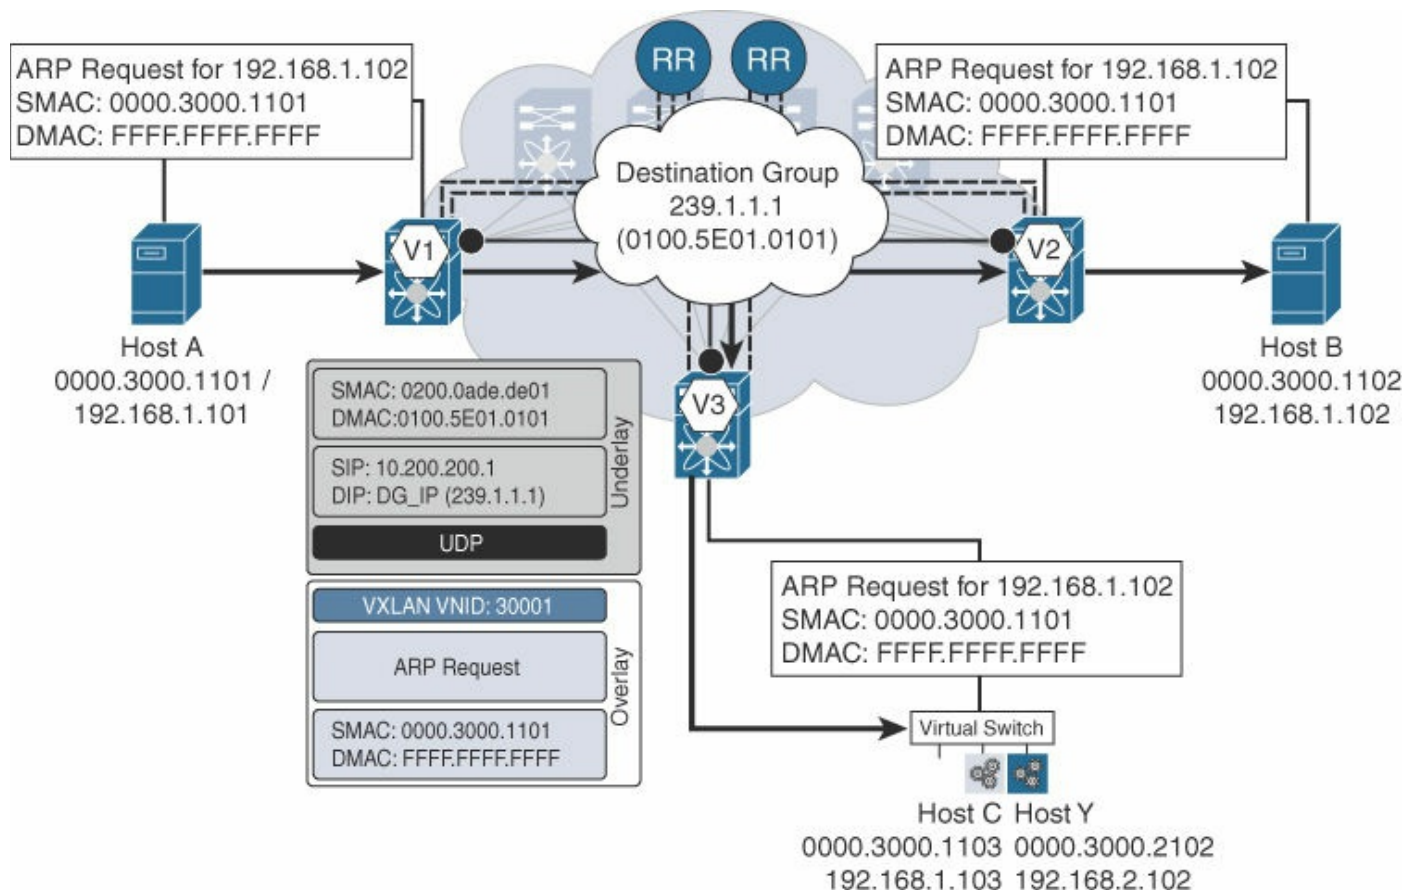 RR RR
ARP Request for 192.168.1.102
SMAC: 0000.3000.1101
DMAC: FFFF.FFFF.FFFF
ARP Request for 192.168.1.102
SMAC: 0000.3000.1101
DMAC: FFFF.FFFF.FFFF
Destination Group
239.1.1.1
(0100.5E01.0101)
V1
V2
Host A
0000.3000.1101 /
192.168.1.101
Host B
0000.3000.1102
192.168.1.102
V3
SMAC: 0200.0ade.de01
DMAC:0100.5E01.0101
SIP: 10.200.200.1
DIP: DG_IP (239.1.1.1)
UDP
Underlay
VXLAN VNID: 30001
ARP Request
SMAC: 0000.3000.1101
DMAC: FFFF.FFFF.FFFF
Overlay
ARP Request for 192.168.1.102
SMAC: 0000.3000.1101
DMAC: FFFF.FFFF.FFFF
Virtual Switch
Host C Host Y
0000.3000.1103 0000.3000.2102
192.168.1.103 192.168.2.102